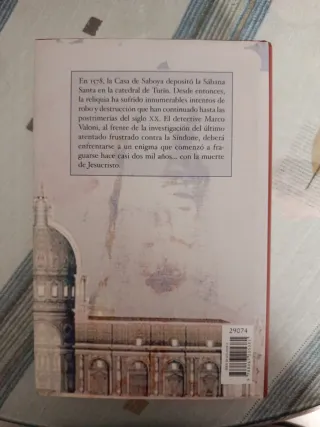 En 1578, la Casa de Saboya depositó la Sábana
Santa en la catedral de Turín. Desde entonces,
la reliquia ha sufrido innumerables intentos de
robo y destrucción que han continuado hasta las
postrimerías del siglo XX. El detective Marco
Valoni, al frente de la investigación del último
atentado frustrado contra la Síndone, deberá
enfrentarse a un enigma que comenzó a fra-
guarse hace casi dos mil años... con la muerte
de Jesucristo.
29074